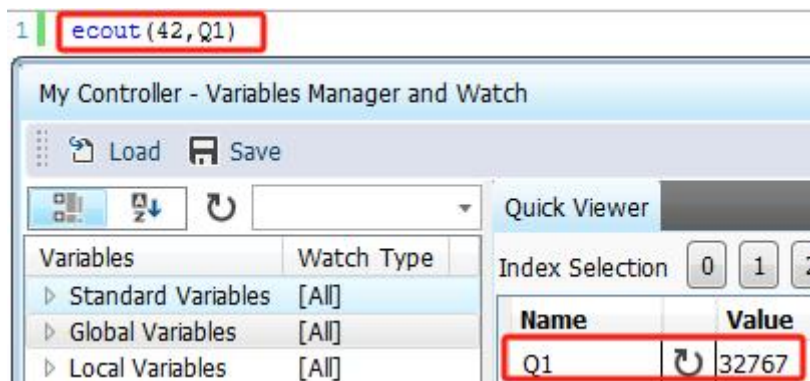 1 ecout(42,Q1)
My Controller - Variables Manager and Watch
Load Save
Quick Viewer
Variables Watch Type
Index Selection 0 1 2
Standard Variables [All]
Name Value
Global Variables [All]
Q1 32767
Local Variables [All]